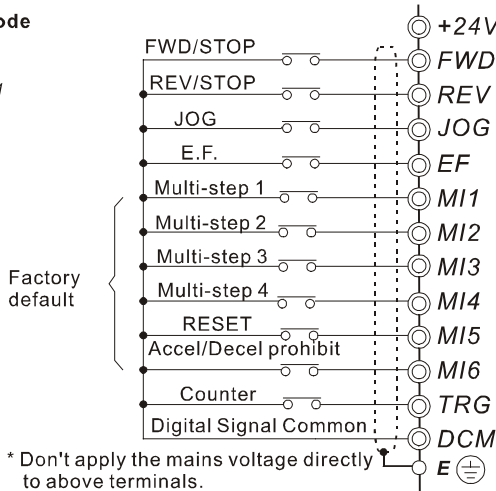 ode
+24V
FWD/STOP
FWD
REV/STOP
REV
JOG
JOG
E.F.
EF
Multi-step 1
MI1
Multi-step 2
MI2
Multi-step 3
MI3
Multi-step 4
MI4
Factory
default
RESET
MI5
Accel/Decel prohibit
MI6
Counter
TRG
Digital Signal Common
DCM
* Don't apply the mains voltage directly
to above terminals.
E